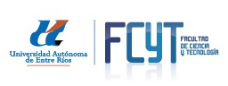 Universidad Autónoma
de Entre Ríos
FCYT
FACULTAD
DE CIENCIA
Y TECNOLOGÍA